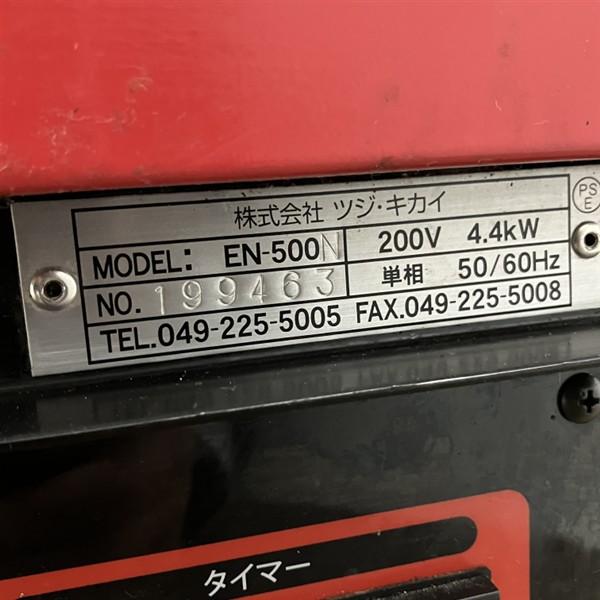 株式会社 ツジ・キカイ
PS
E
MODEL: EN-500N 200V 4.4kW
NO. 199463 単相 50/60Hz
TEL.049-225-5005 FAX.049-225-5008
タイマー